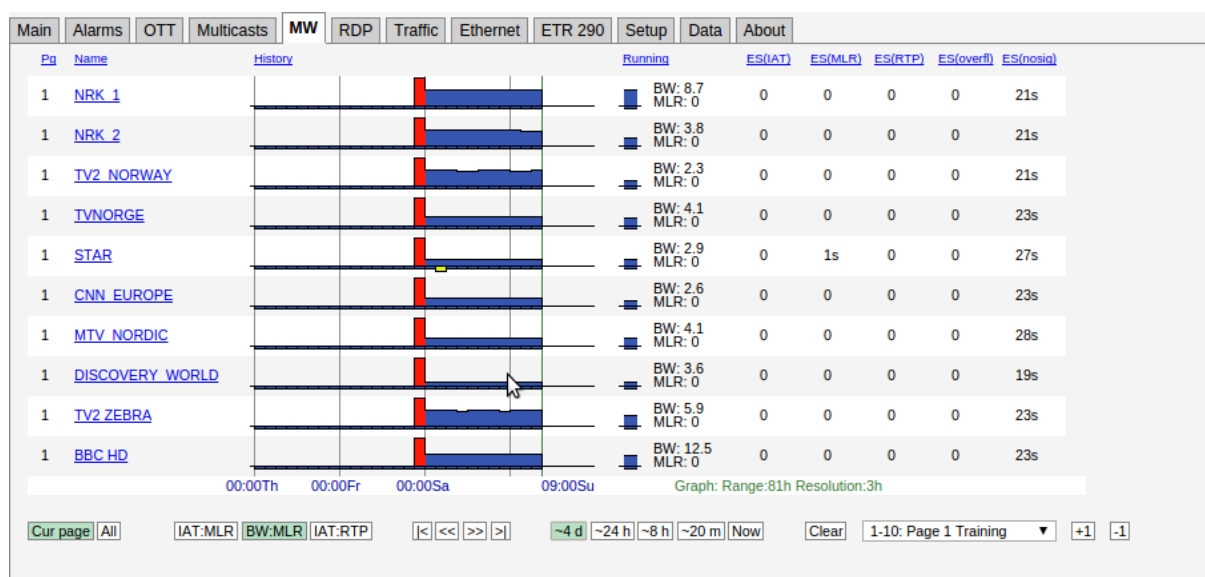 Main Alarms OTT Multicasts MW RDP Traffic Ethernet ETR 290 Setup Data About
Pg Name History Running ES(IAT) ES(MLR) ES(RTP) ES(overfl) ES(nosig)
1 NRK_1 BW: 8.7 MLR: 0 0 0 0 0 21s
1 NRK_2 BW: 3.8 MLR: 0 0 0 0 0 21s
1 TV2_NORWAY BW: 2.3 MLR: 0 0 0 0 0 21s
1 TVNORGE BW: 4.1 MLR: 0 0 0 0 0 23s
1 STAR BW: 2.9 MLR: 0 0 1s 0 0 27s
1 CNN_EUROPE BW: 2.6 MLR: 0 0 0 0 0 23s
1 MTV_NORDIC BW: 4.1 MLR: 0 0 0 0 0 28s
1 DISCOVERY_WORLD BW: 3.6 MLR: 0 0 0 0 0 19s
1 TV2 ZEBRA BW: 5.9 MLR: 0 0 0 0 0 23s
1 BBC HD BW: 12.5 MLR: 0 0 0 0 0 23s
00:00Th 00:00Fr 00:00Sa 09:00Su Graph: Range:81h Resolution:3h
Cur page All IAT:MLR BW:MLR IAT:RTP |< << >> >| ~4 d ~24 h ~8 h ~20 m Now Clear 1-10: Page 1 Training +1 -1